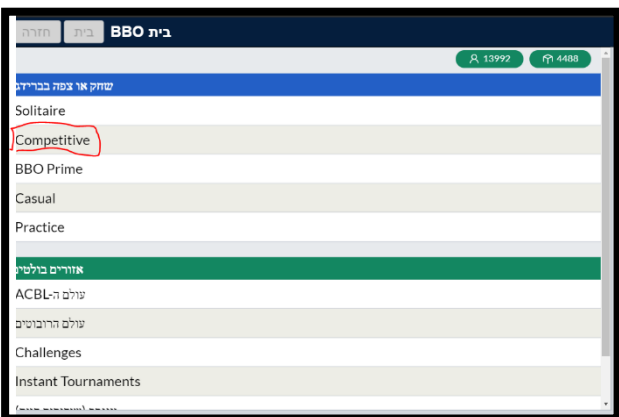 חזרה בית BBO בית
13992 4488
שחק או צפה בברידג
Solitaire
Competitive
BBO Prime
Casual
Practice
אזורים בולטים
עולם ה-ACBL
עולם הרובוטים
Challenges
Instant Tournaments